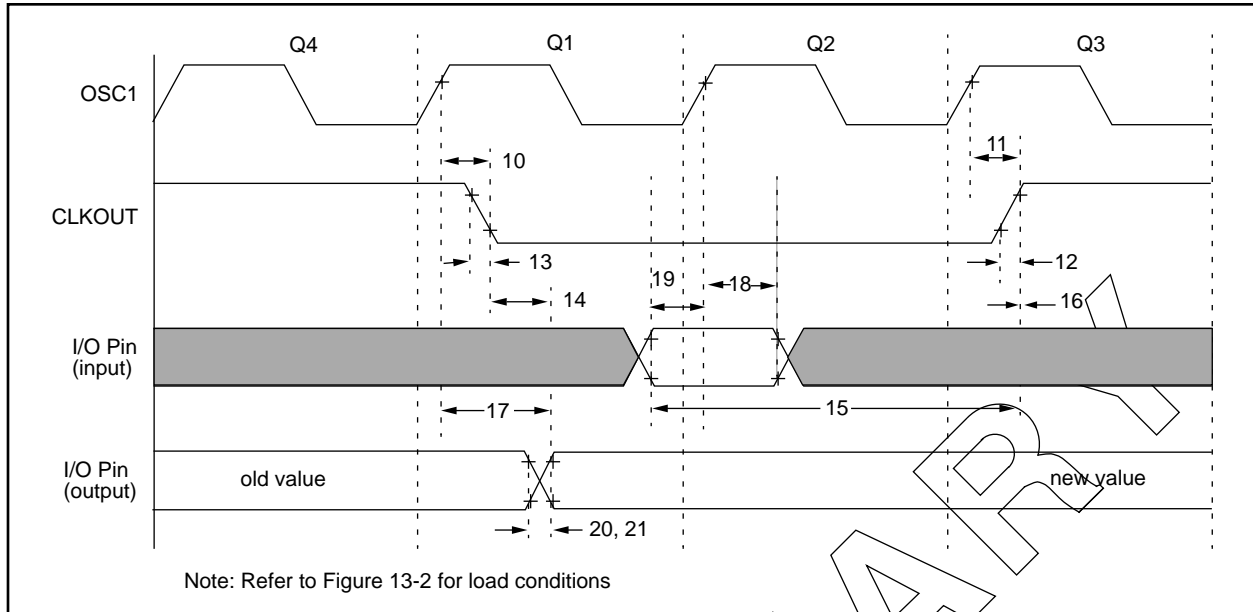 Q4 Q1 Q2 Q3
OSC1
10
11
CLKOUT
13
12
14
19
18
16
I/O Pin
(input)
17
15
I/O Pin
(output)
old value
new value
20, 21
Note: Refer to Figure 13-2 for load conditions